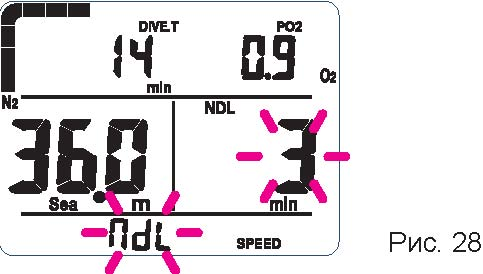 DIVE.T PO2
14 0.9 O2
min
N2
NDL
36.0 3
Sea m min
NdL SPEED
Рис. 28